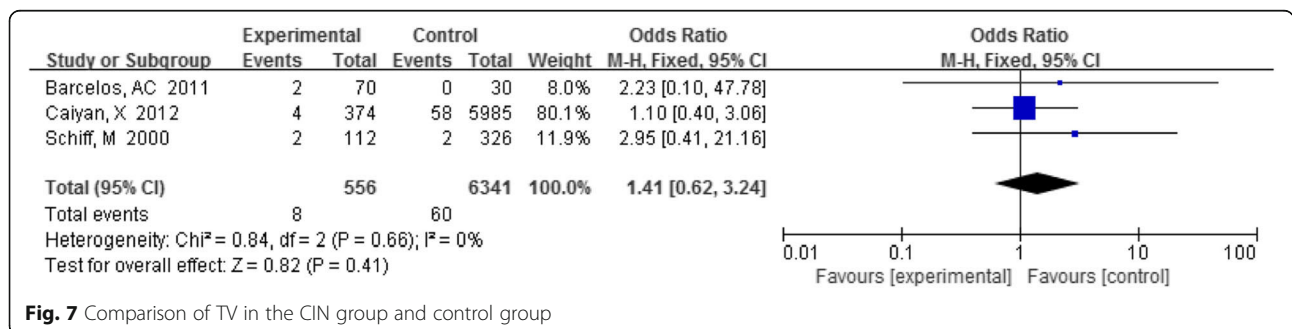 Experimental Control Odds Ratio Odds Ratio
Study or Subgroup Events Total Events Total Weight M-H, Fixed, 95% CI M-H, Fixed, 95% CI
Barcelos, AC 2011 2 70 0 30 8.0% 2.23 [0.10, 47.78]
Caiyan, X 2012 4 374 58 5985 80.1% 1.10 [0.40, 3.06]
Schiff, M 2000 2 112 2 326 11.9% 2.95 [0.41, 21.16]
Total (95% CI) 556 6341 100.0% 1.41 [0.62, 3.24]
Total events 8 60
Heterogeneity: Chi² = 0.84, df = 2 (P = 0.66); I² = 0%
Test for overall effect: Z = 0.82 (P = 0.41)
0.01 0.1 1 10 100
Favours [experimental] Favours [control]
Fig. 7 Comparison of TV in the CIN group and control group